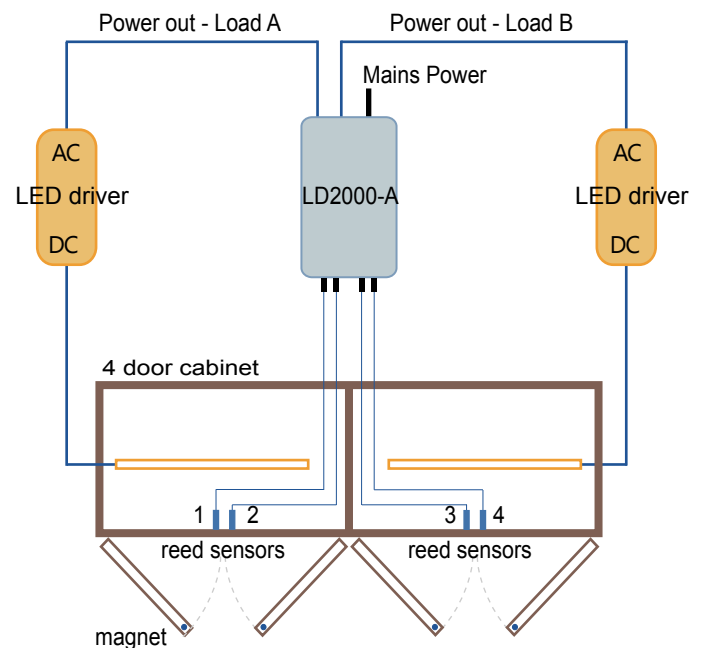 Power out - Load A
Power out - Load B
Mains Power
AC
LED driver
DC
LD2000-A
AC
LED driver
DC
4 door cabinet
1
2
3
4
reed sensors
reed sensors
magnet